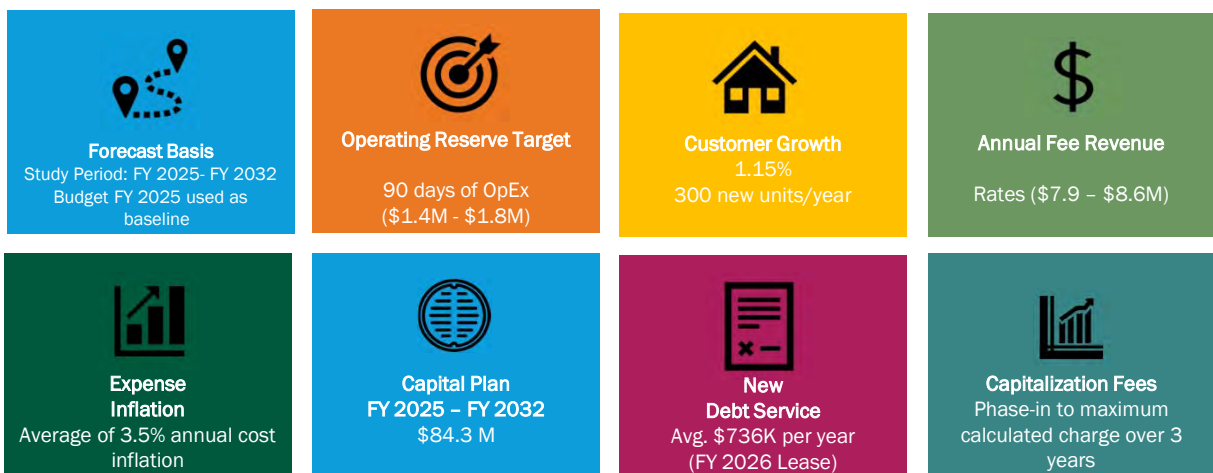 Forecast Basis
Study Period: FY 2025- FY 2032
Budget FY 2025 used as
baseline
Operating Reserve Target
90 days of OpEx
($1.4M - $1.8M)
Customer Growth
1.15%
300 new units/year
Annual Fee Revenue
Rates ($7.9 – $8.6M)
Expense
Inflation
Average of 3.5% annual cost
inflation
Capital Plan
FY 2025 – FY 2032
$84.3 M
New
Debt Service
Avg. $736K per year
(FY 2026 Lease)
Capitalization Fees
Phase-in to maximum
calculated charge over 3
years